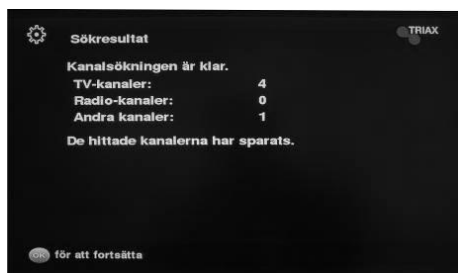 Sökresultat
TRIAX
Kanalsökningen är klar.
TV-kanaler: 4
Radio-kanaler: 0
Andra kanaler: 1
De hittade kanalerna har sparats.
OK för att fortsätta